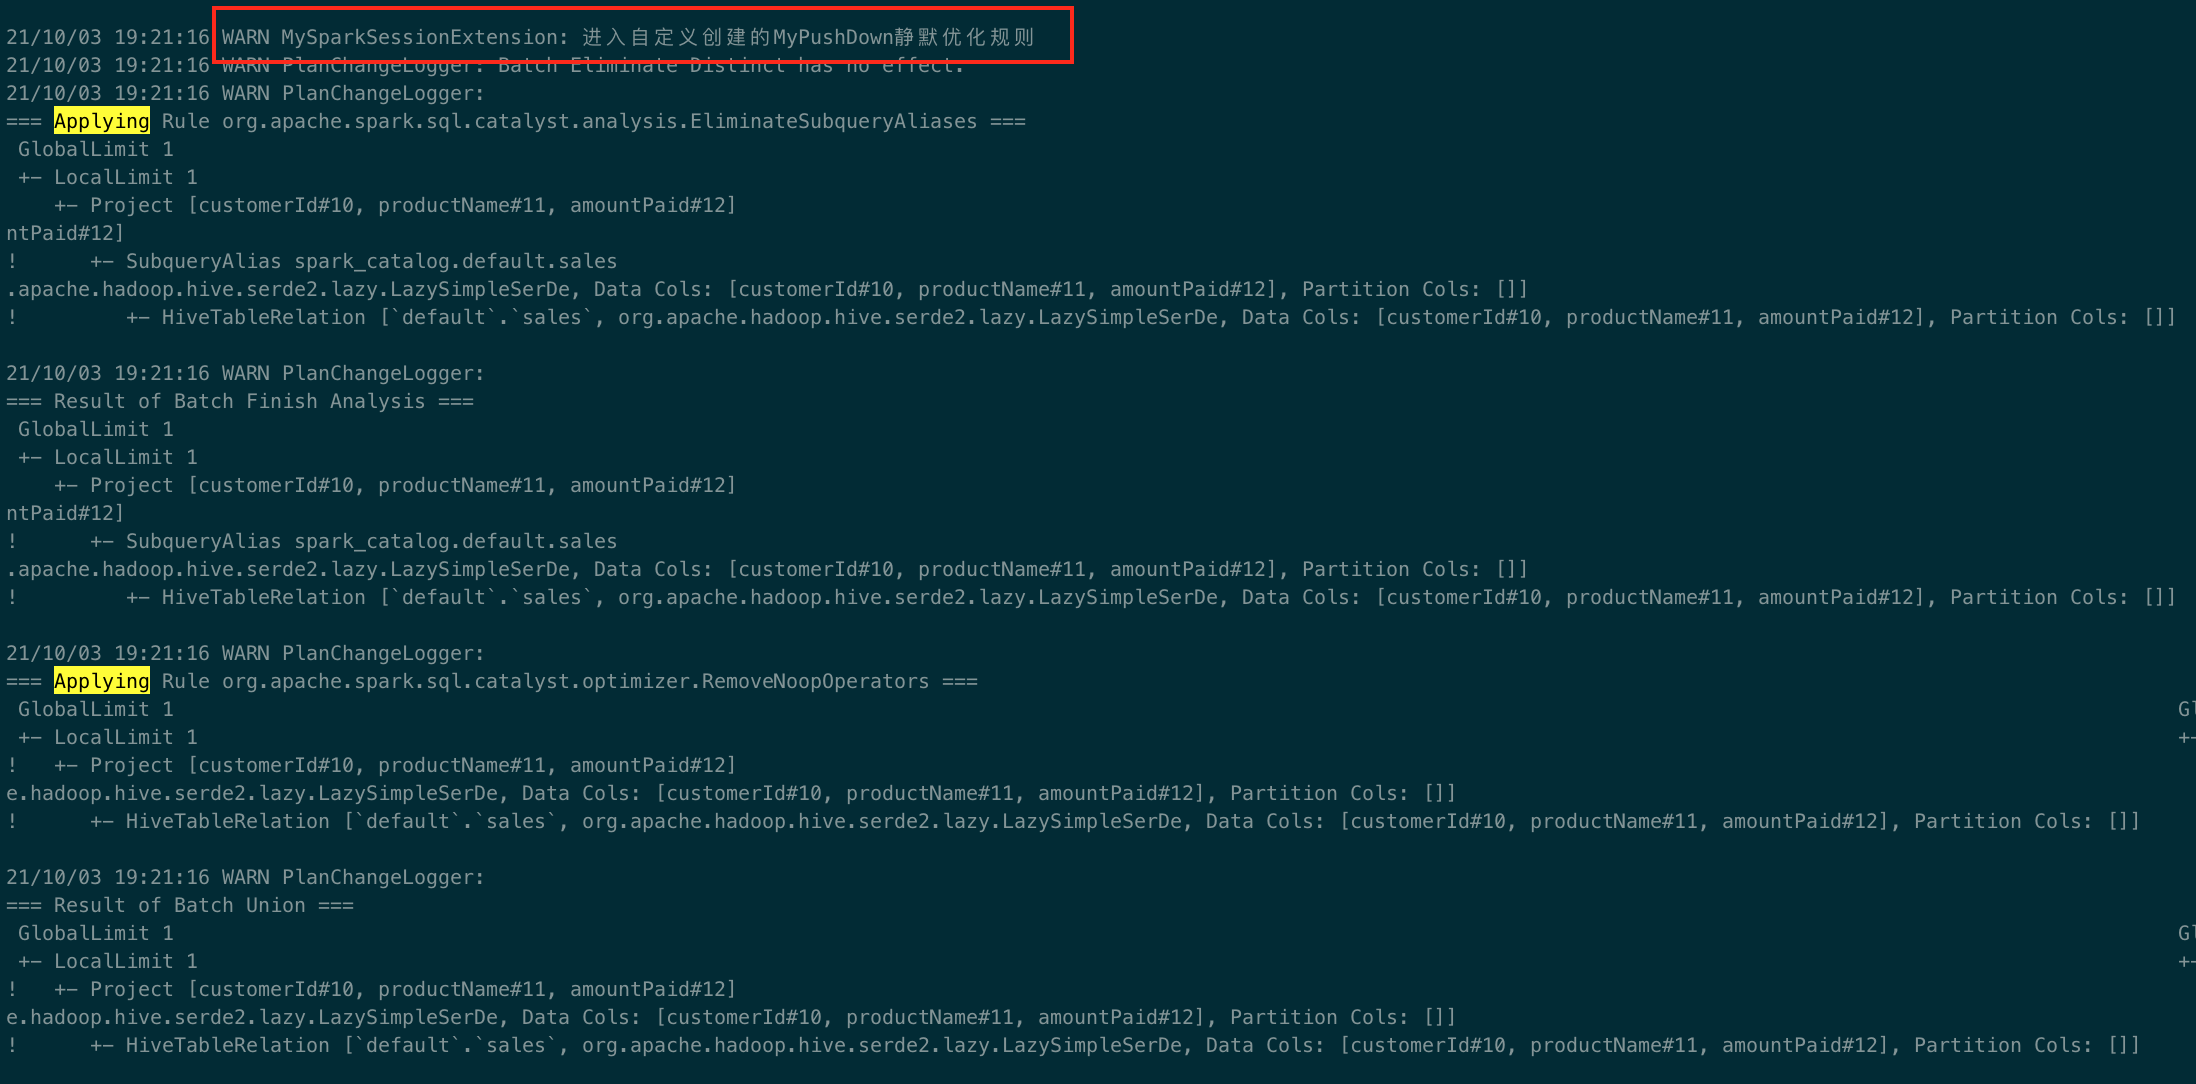 21/10/03 19:21:16 WARN MySparkSessionExtension: 进入自定义创建的MyPushDown静默优化规则
21/10/03 19:21:16 WARN PlanChangeLogger: Batch Eliminate Distinct has no effect.
21/10/03 19:21:16 WARN PlanChangeLogger:
=== Applying Rule org.apache.spark.sql.catalyst.analysis.EliminateSubqueryAliases ===
 GlobalLimit 1
 +- LocalLimit 1
    +- Project [customerId#10, productName#11, amountPaid#12]
ntPaid#12]
!      +- SubqueryAlias spark_catalog.default.sales
.apache.hadoop.hive.serde2.lazy.LazySimpleSerDe, Data Cols: [customerId#10, productName#11, amountPaid#12], Partition Cols: []]
!         +- HiveTableRelation [`default`.`sales`, org.apache.hadoop.hive.serde2.lazy.LazySimpleSerDe, Data Cols: [customerId#10, productName#11, amountPaid#12], Partition Cols: []]
21/10/03 19:21:16 WARN PlanChangeLogger:
=== Result of Batch Finish Analysis ===
 GlobalLimit 1
 +- LocalLimit 1
    +- Project [customerId#10, productName#11, amountPaid#12]
ntPaid#12]
!      +- SubqueryAlias spark_catalog.default.sales
.apache.hadoop.hive.serde2.lazy.LazySimpleSerDe, Data Cols: [customerId#10, productName#11, amountPaid#12], Partition Cols: []]
!         +- HiveTableRelation [`default`.`sales`, org.apache.hadoop.hive.serde2.lazy.LazySimpleSerDe, Data Cols: [customerId#10, productName#11, amountPaid#12], Partition Cols: []]
21/10/03 19:21:16 WARN PlanChangeLogger:
=== Applying Rule org.apache.spark.sql.catalyst.optimizer.RemoveNoopOperators ===
 GlobalLimit 1 Gl
 +- LocalLimit 1 +-
!   +- Project [customerId#10, productName#11, amountPaid#12]
e.hadoop.hive.serde2.lazy.LazySimpleSerDe, Data Cols: [customerId#10, productName#11, amountPaid#12], Partition Cols: []]
!      +- HiveTableRelation [`default`.`sales`, org.apache.hadoop.hive.serde2.lazy.LazySimpleSerDe, Data Cols: [customerId#10, productName#11, amountPaid#12], Partition Cols: []]
21/10/03 19:21:16 WARN PlanChangeLogger:
=== Result of Batch Union ===
 GlobalLimit 1 Gl
 +- LocalLimit 1 +-
!   +- Project [customerId#10, productName#11, amountPaid#12]
e.hadoop.hive.serde2.lazy.LazySimpleSerDe, Data Cols: [customerId#10, productName#11, amountPaid#12], Partition Cols: []]
!      +- HiveTableRelation [`default`.`sales`, org.apache.hadoop.hive.serde2.lazy.LazySimpleSerDe, Data Cols: [customerId#10, productName#11, amountPaid#12], Partition Cols: []]